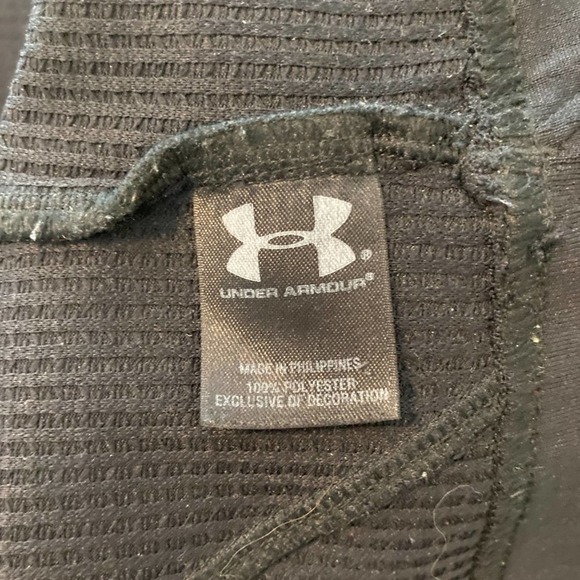 UNDER ARMOUR®
MADE IN PHILIPPINES
100% POLYESTER
EXCLUSIVE OF DECORATION